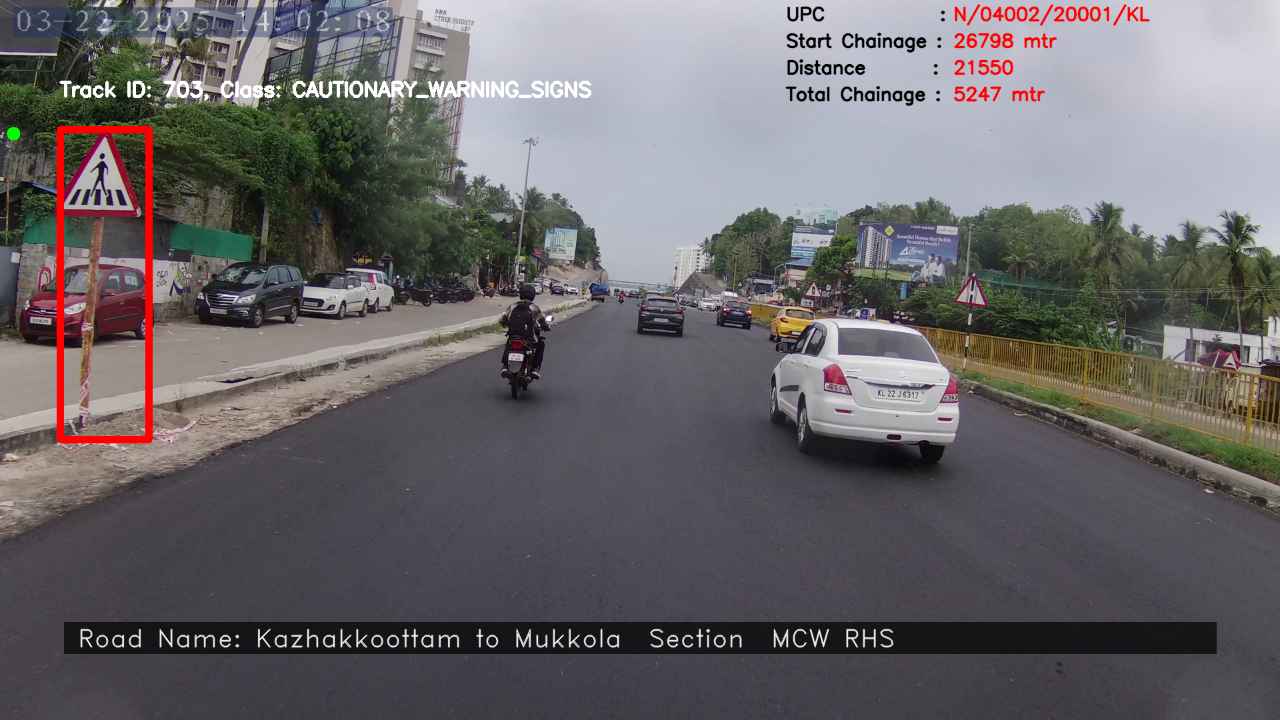 03-22-2025 14:02:08
UPC : N/04002/20001/KL
Start Chainage : 26798 mtr
Distance : 21550
Total Chainage : 5247 mtr
Track ID: 703, Class: CAUTIONARY_WARNING_SIGNS
KL 22 J 6317
Road Name: Kazhakkoottam to Mukkola Section MCW RHS